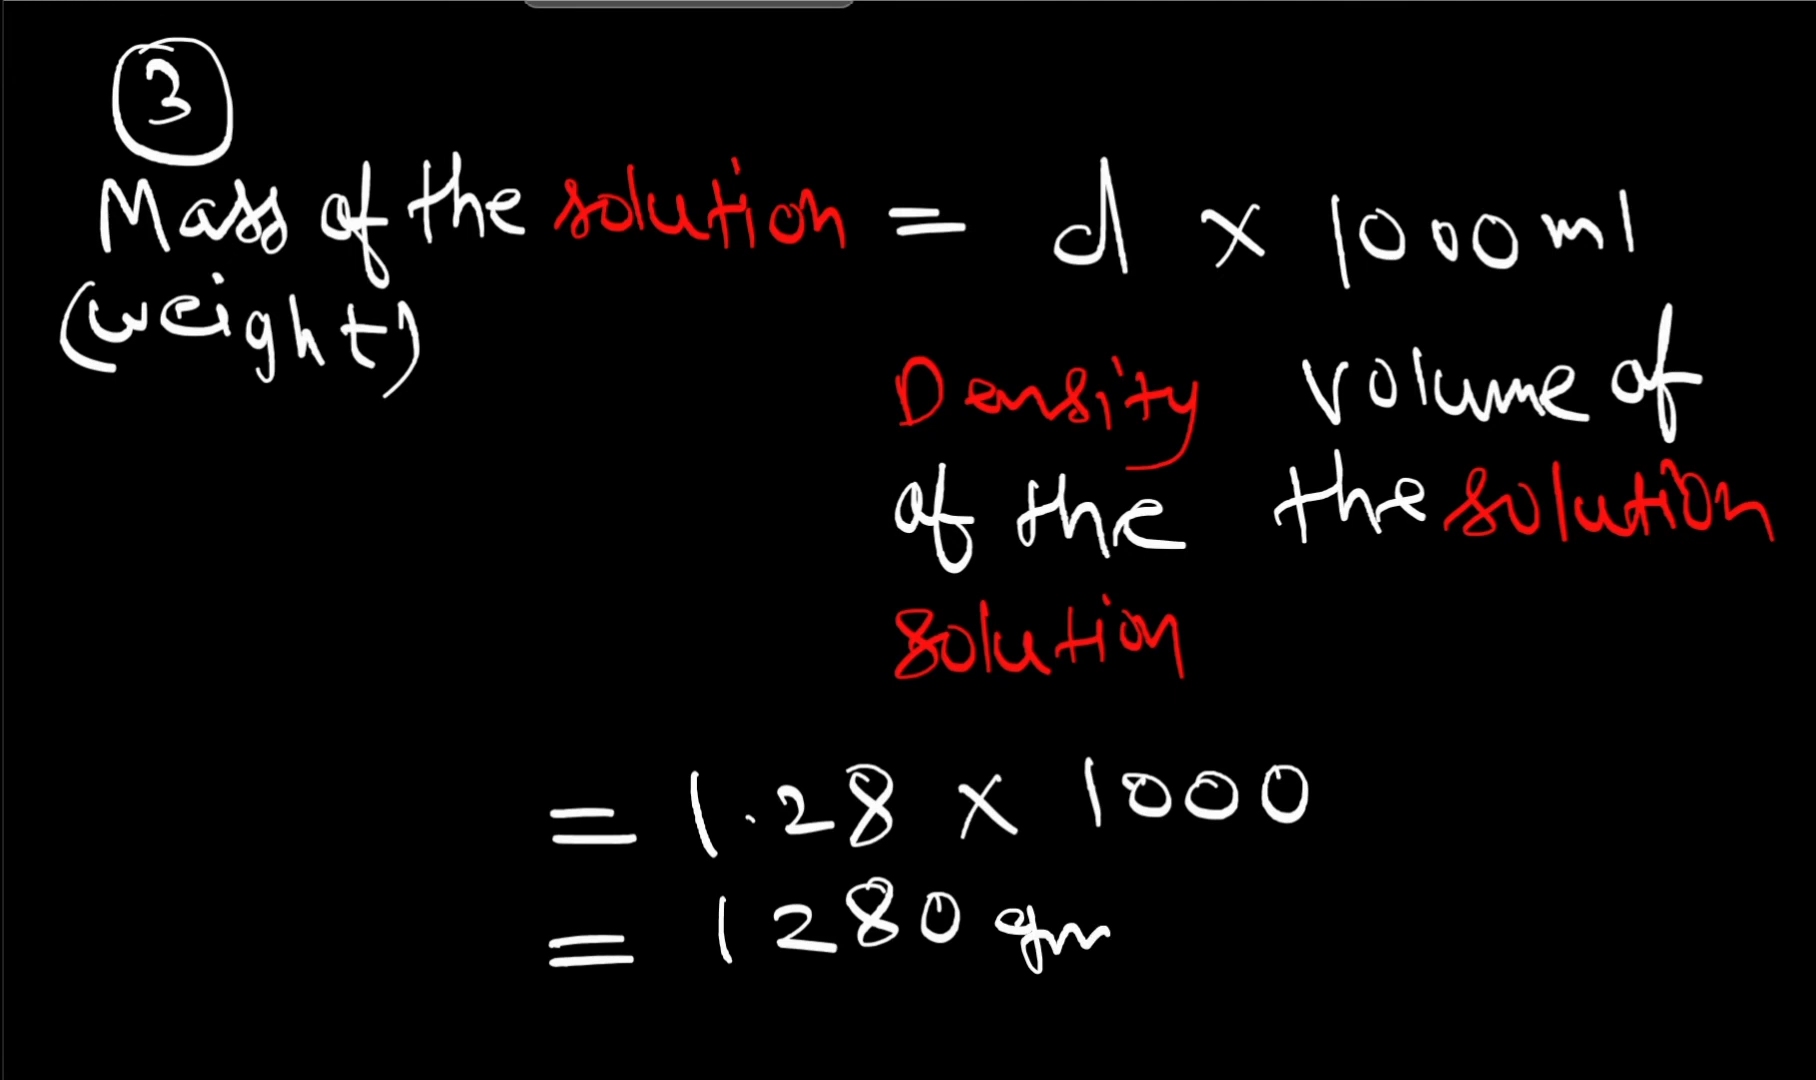 3
Mass of the solution = d × 1000 ml
(weight)
Density volume of
of the the solution
solution
= 1.28 × 1000
= 1280 gm